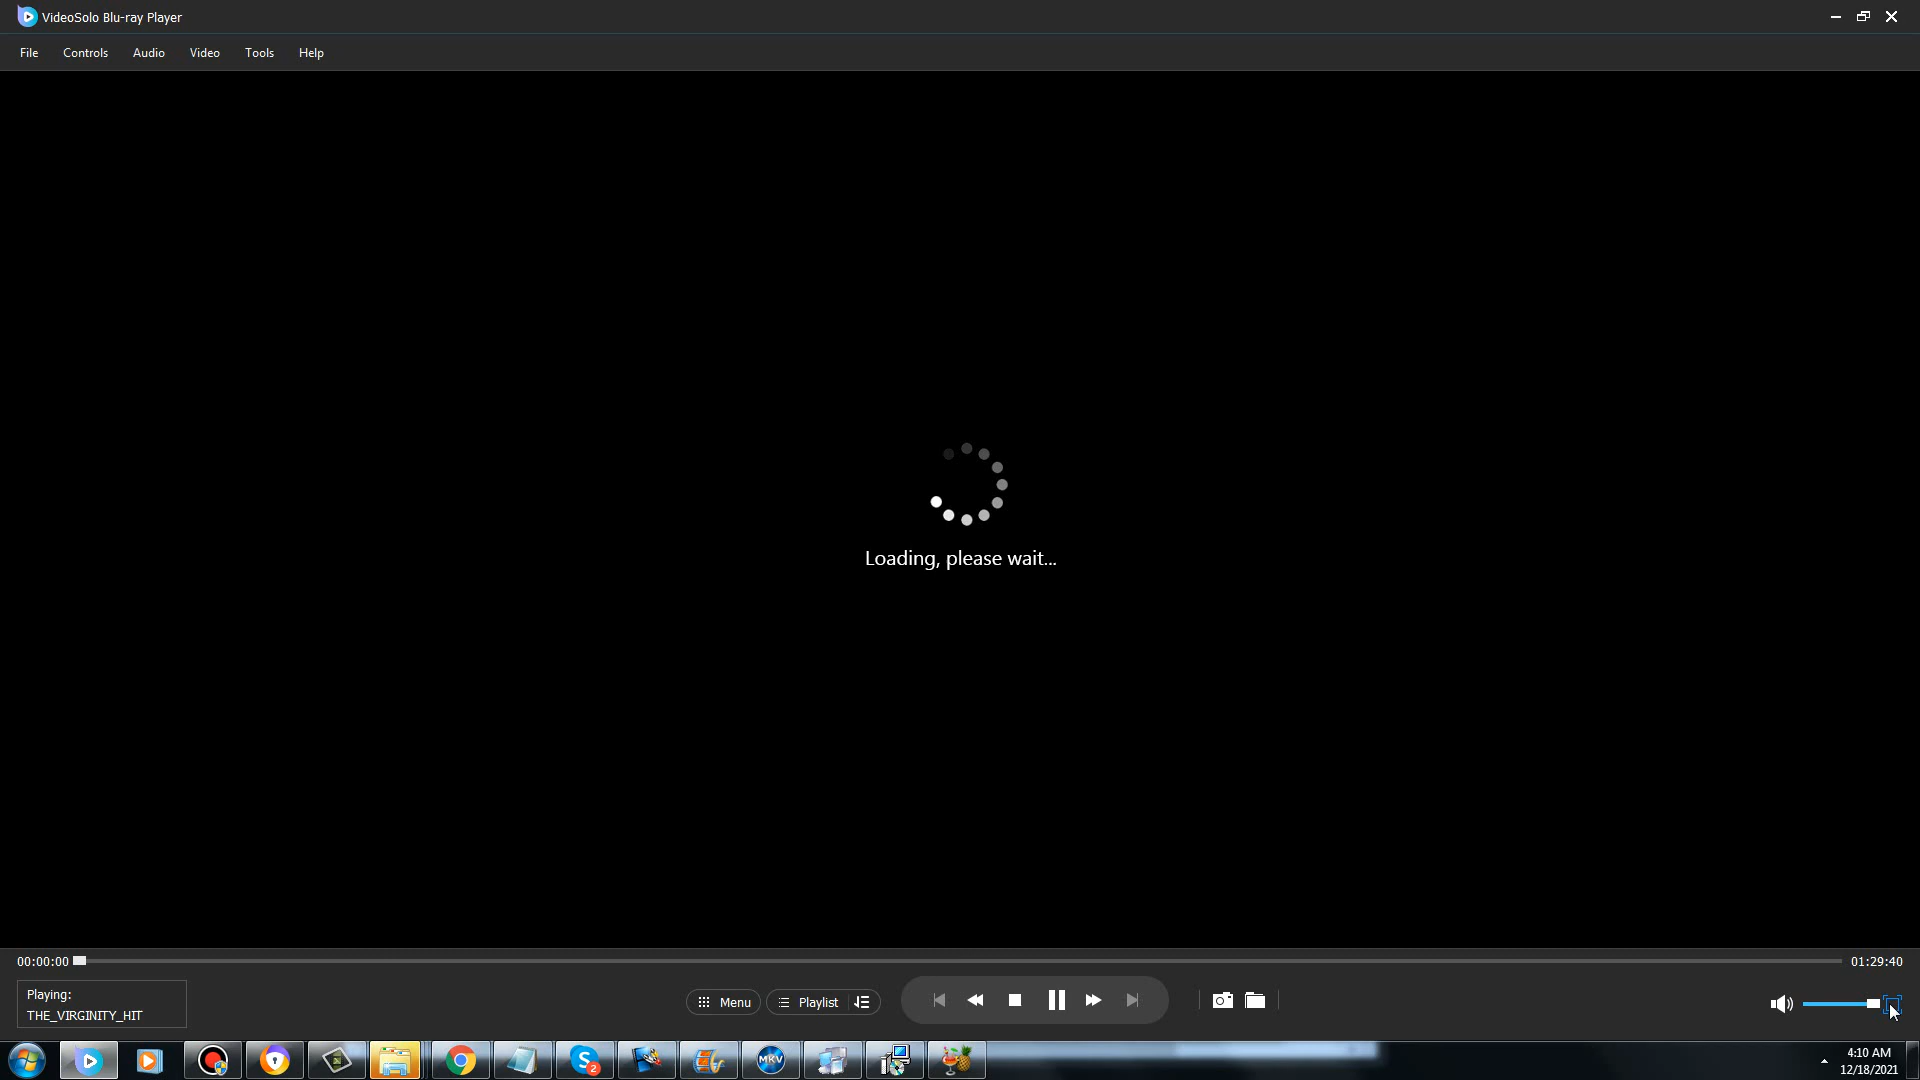 VideoSolo Blu-ray Player
File Controls Audio Video Tools Help
Loading, please wait...
00:00:00
01:29:40
Playing:
THE_VIRGINITY_HIT
Menu
Playlist
2
MRV
4:10 AM
12/18/2021